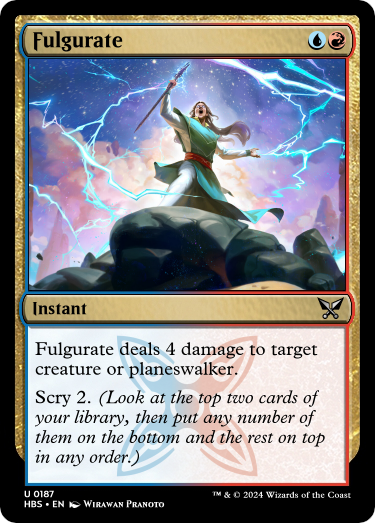 Fulgurate
Instant
Fulgurate deals 4 damage to target
creature or planeswalker.
Scry 2. (Look at the top two cards of
your library, then put any number of
them on the bottom and the rest on top
in any order.)
U 0187
HBS • EN Wirawan Pranoto
™ & © 2024 Wizards of the Coast